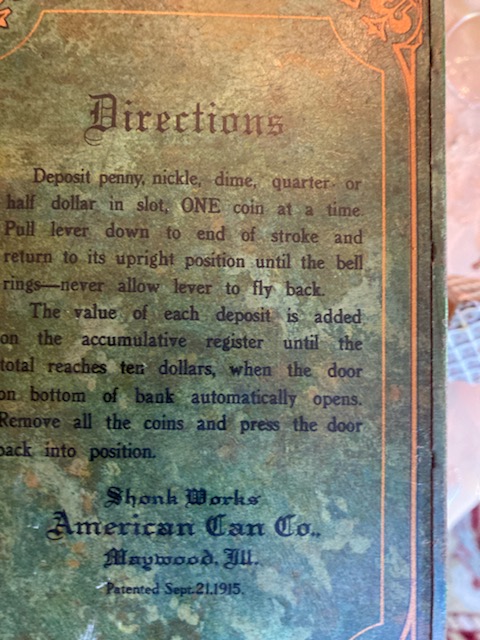 Directions
Deposit penny, nickle, dime, quarter or
half dollar in slot, ONE coin at a time.
Pull lever down to end of stroke and
return to its upright position until the bell
rings—never allow lever to fly back.
The value of each deposit is added
on the accumulative register until the
total reaches ten dollars, when the door
on bottom of bank automatically opens.
Remove all the coins and press the door
back into position.
Shonk Works
American Can Co.,
Maywood, Ill.
Patented Sept.21.1915.